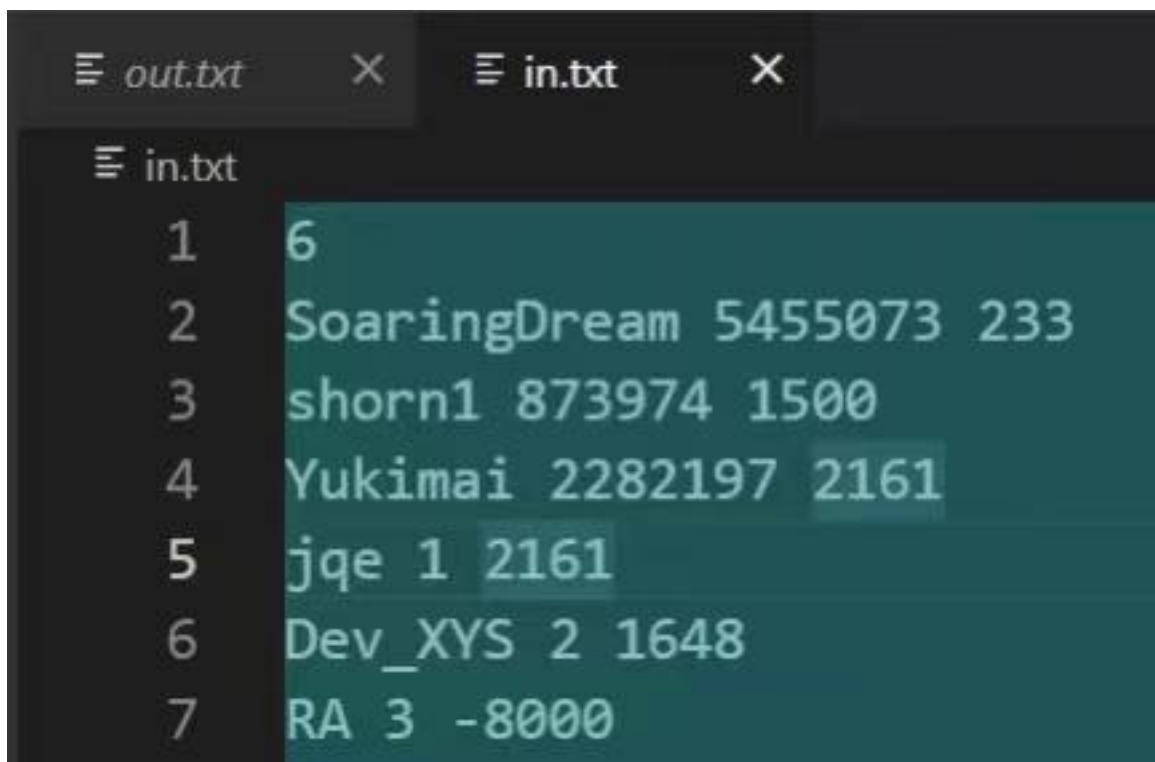 out.txt in.txt
in.txt
1 6
2 SoaringDream 5455073 233
3 shorn1 873974 1500
4 Yukimai 2282197 2161
5 jqe 1 2161
6 Dev_XYS 2 1648
7 RA 3 -8000